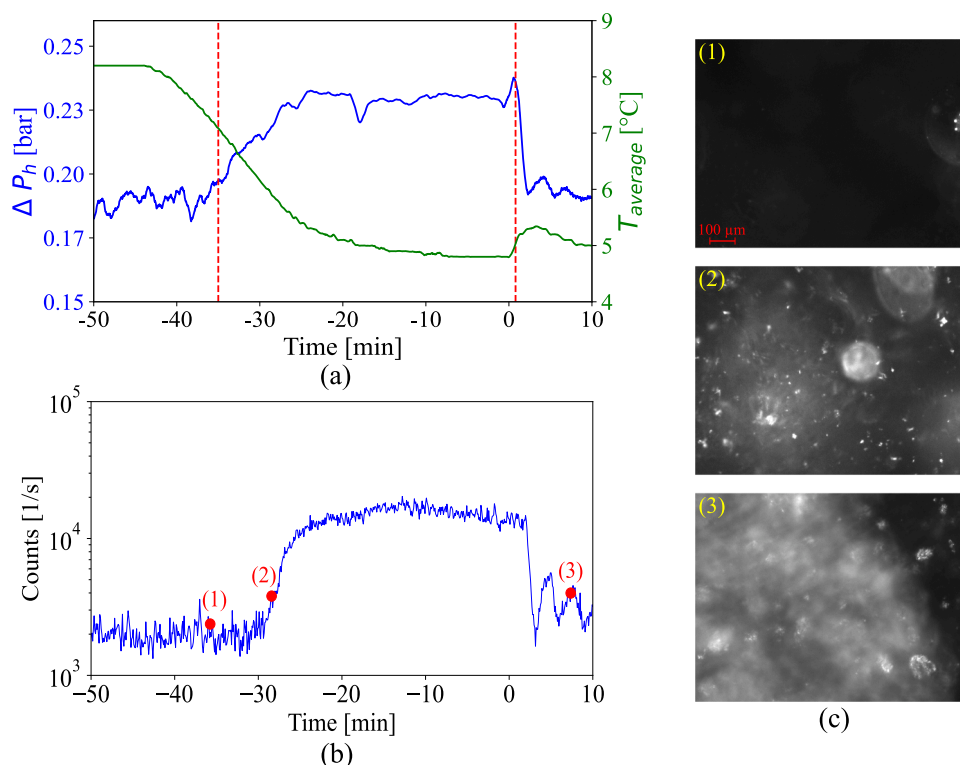 0.25
0.23
0.20
0.17
0.15
Δ P_h [bar]
9
8
7
6
5
4
T_average [°C]
-50 -40 -30 -20 -10 0 10
Time [min]
(a)
10^5
10^4
10^3
Counts [1/s]
(1)
(2)
(3)
−50 −40 −30 −20 −10 0 10
Time [min]
(b)
(1)
100 µm
(2)
(3)
(c)